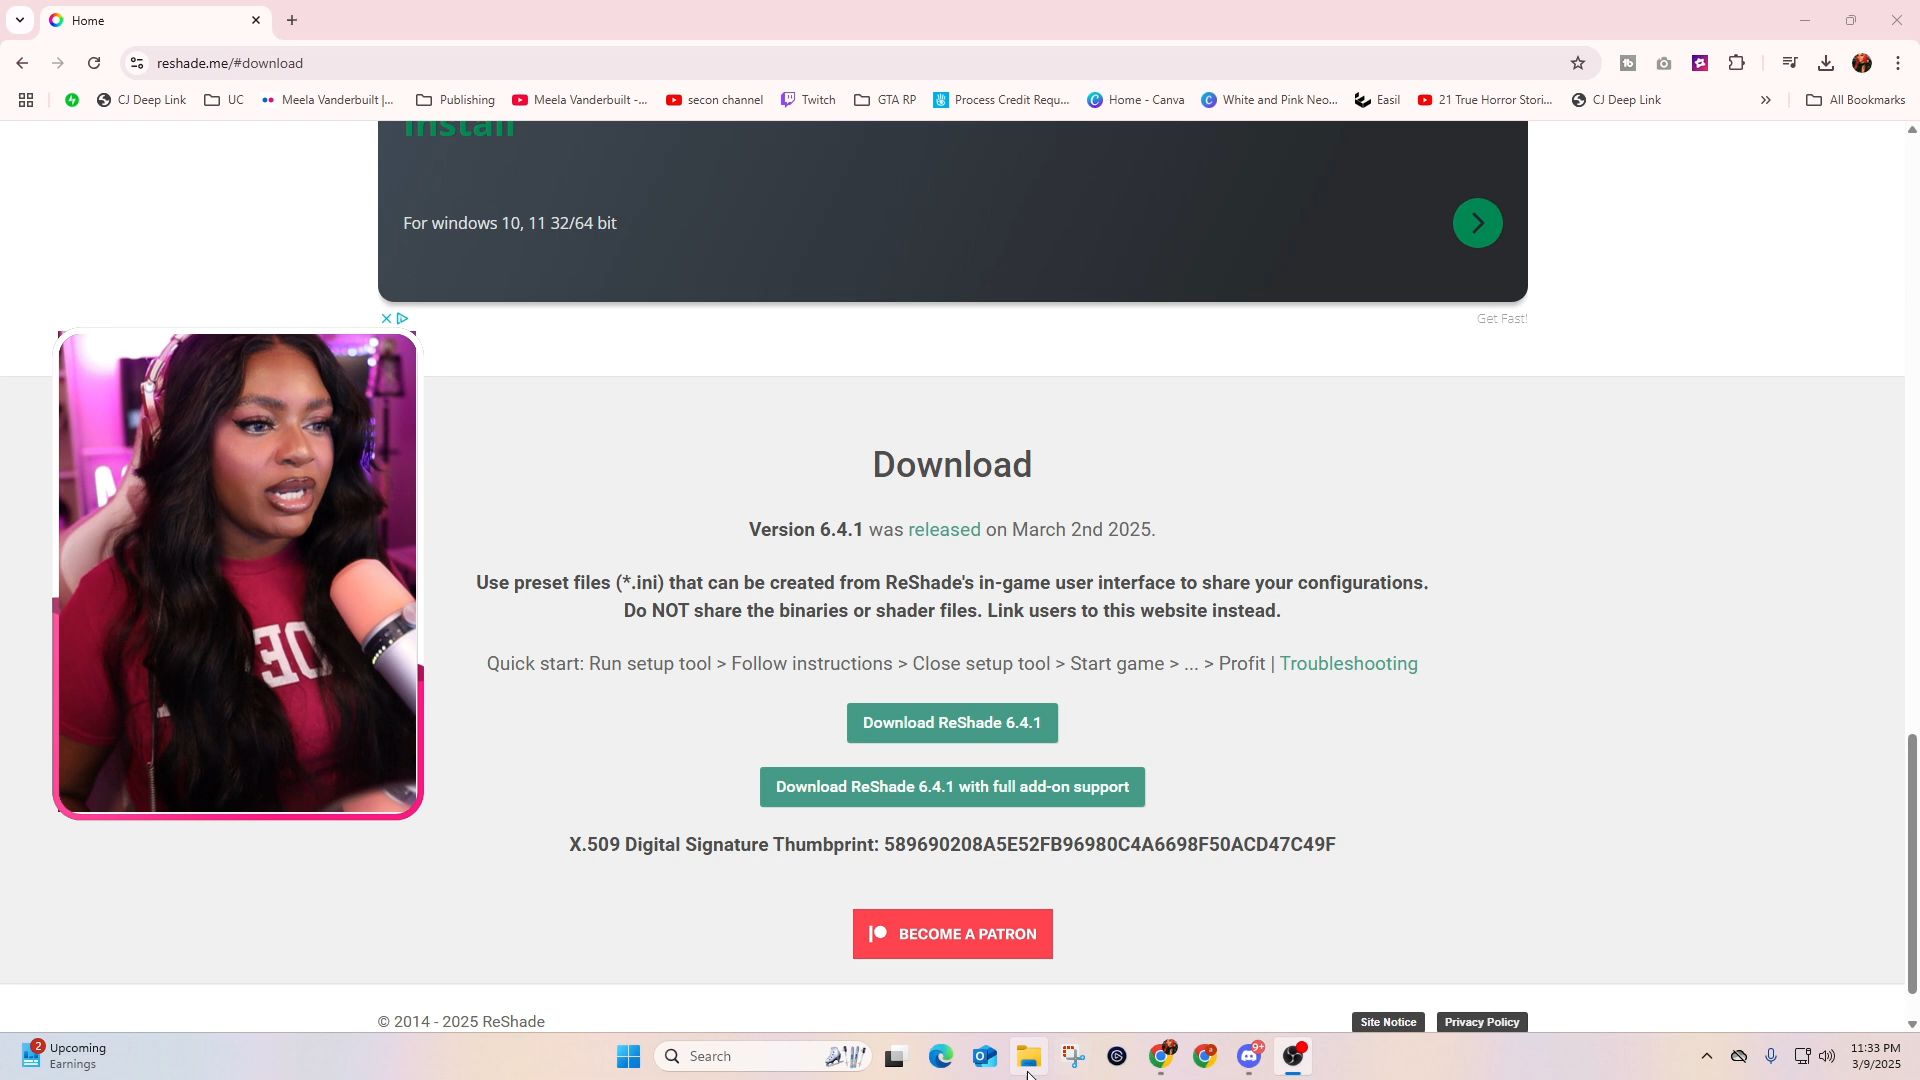 Home
reshade.me/#download
CJ Deep Link
UC
Meela Vanderbuilt |...
Publishing
Meela Vanderbuilt -...
secon channel
Twitch
GTA RP
Process Credit Requ...
Home - Canva
White and Pink Neo...
Easil
21 True Horror Stori...
CJ Deep Link
All Bookmarks
Install
For windows 10, 11 32/64 bit
Get Fast!
Download
Version 6.4.1 was released on March 2nd 2025.
Use preset files (*.ini) that can be created from ReShade's in-game user interface to share your configurations.
Do NOT share the binaries or shader files. Link users to this website instead.
Quick start: Run setup tool > Follow instructions > Close setup tool > Start game > ... > Profit | Troubleshooting
Download ReShade 6.4.1
Download ReShade 6.4.1 with full add-on support
X.509 Digital Signature Thumbprint: 589690208A5E52FB96980C4A6698F50ACD47C49F
BECOME A PATRON
© 2014 - 2025 ReShade
Site Notice
Privacy Policy
2
Upcoming
Earnings
Search
9+
11:33 PM
3/9/2025